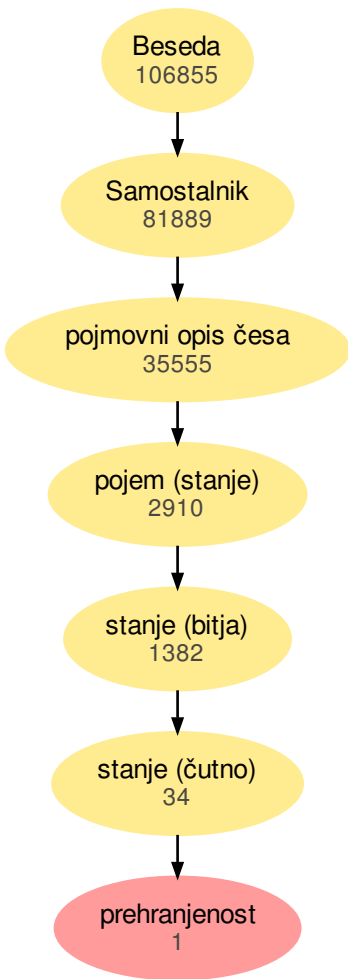 Beseda
106855
Samostalnik
81889
pojmovni opis česa
35555
pojem (stanje)
2910
stanje (bitja)
1382
stanje (čutno)
34
prehranjenost
1